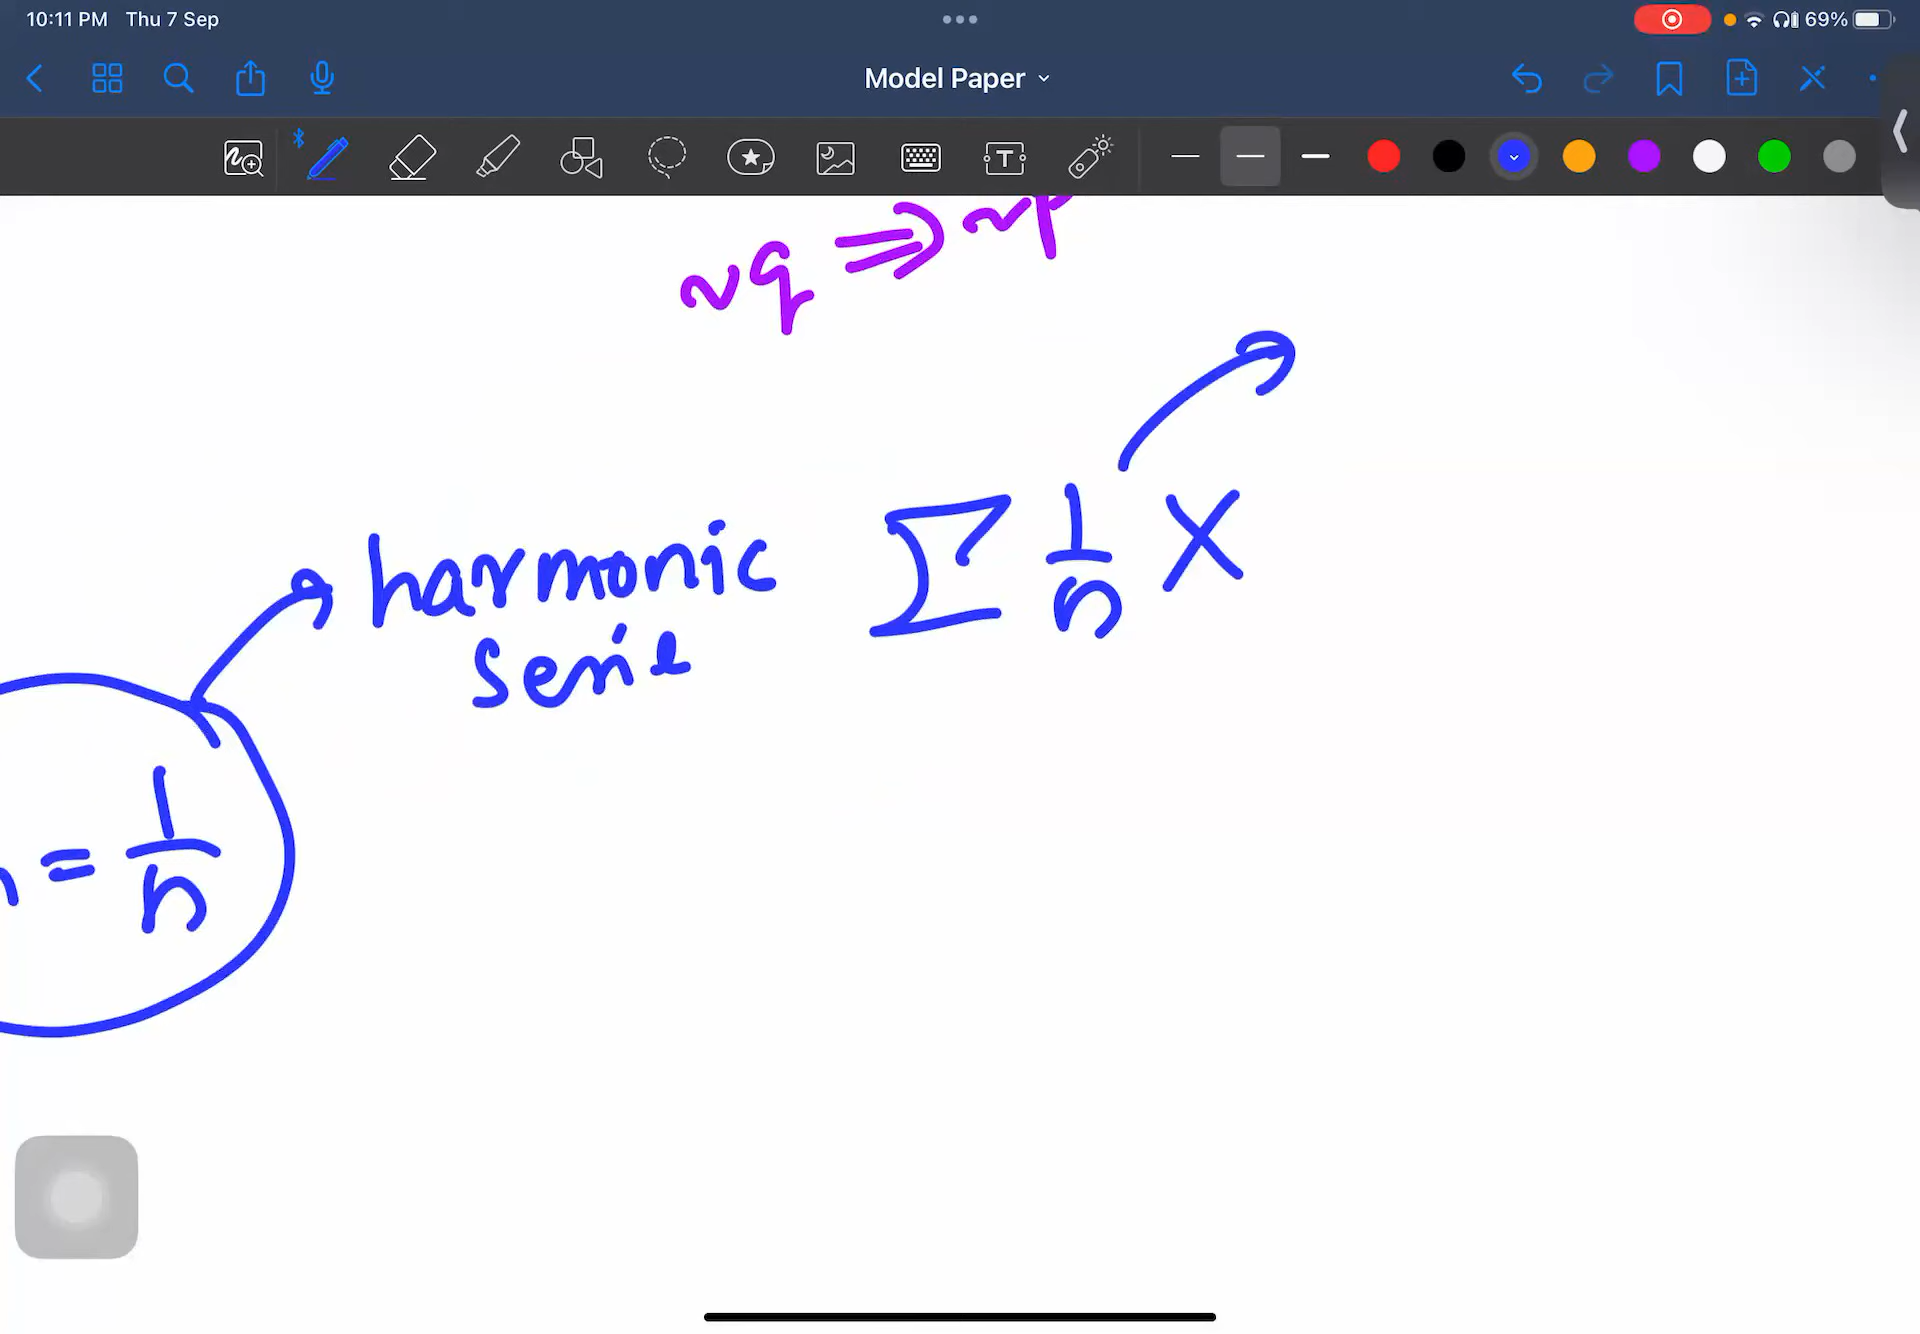 10:11 PM Thu 7 Sep
69%
Model Paper
T
~q ⇒ ~p
harmonic
serie
∑ 1/n X
= 1/n